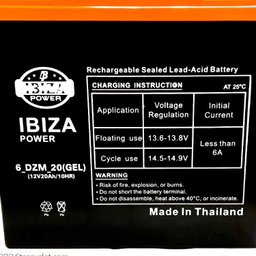 IBIZA
POWER
Rechargeable Sealed Lead-Acid Battery
CHARGING INSTRUCTION AT 25°C
Application Voltage Regulation Initial Current
Floating use 13.6-13.8V Less than 6A
Cycle use 14.5-14.9V
IBIZA
POWER
6_DZM_20(GEL)
(12V20Ah/10HR)
WARNING
• Risk of fire, explosion, or burns.
• Do not short the battery terminal.
• Do not disassemble, heat above 40°C, or incinerate.
Pb
Made In Thailand